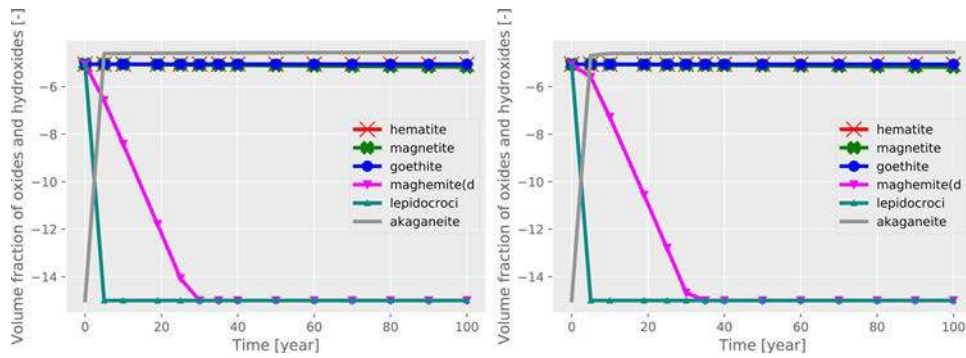 Volume fraction of oxides and hydroxides [-]
−6
−8
−10
−12
−14
hematite
magnetite
goethite
maghemite(d
lepidocroci
akaganeite
0
20
40
60
80
100
Time [year]
Volume fraction of oxides and hydroxides [-]
−6
−8
−10
−12
−14
hematite
magnetite
goethite
maghemite(d
lepidocroci
akaganeite
0
20
40
60
80
100
Time [year]